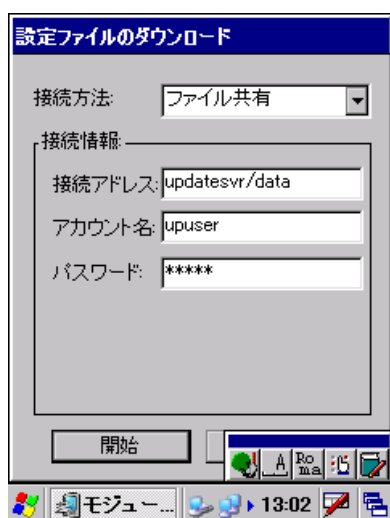 設定ファイルのダウンロード
接続方法: ファイル共有
接続情報:
接続アドレス: updatesvr/data
アカウント名: upuser
パスワード: *****
開始
A Roma
モジュー... 13:02